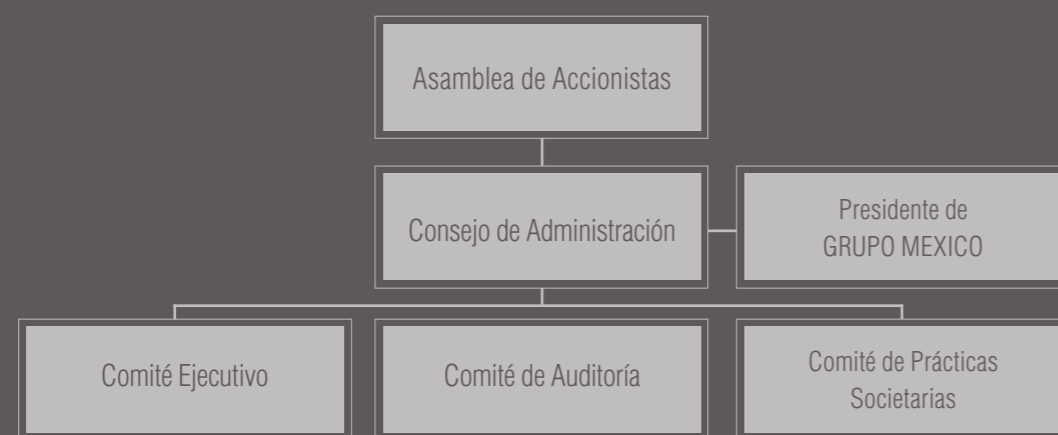 Asamblea de Accionistas
Consejo de Administración
Presidente de
GRUPO MEXICO
Comité Ejecutivo
Comité de Auditoría
Comité de Prácticas
Societarias